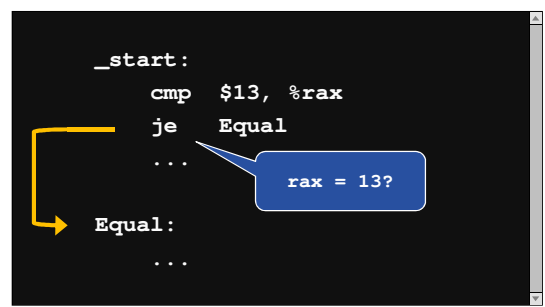 _start:
cmp $13, %rax
je Equal
...
rax = 13?
Equal:
...